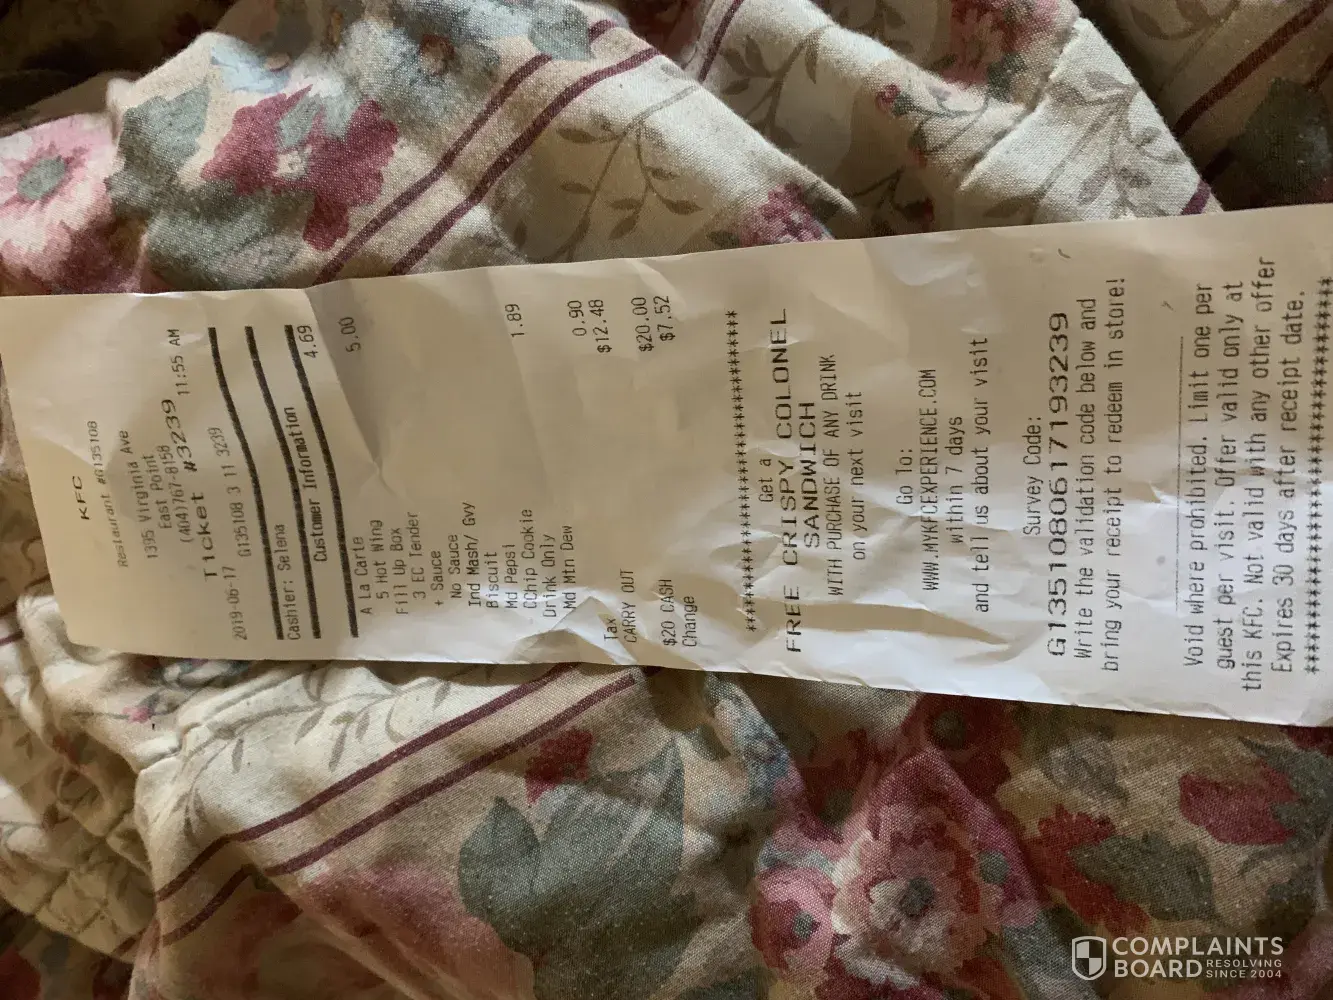 KFC
Restaurant #G135108
1395 Virginia Ave
East Point
(404)767-8158
Ticket #3239
2019-06-17 G135108 3 11 3239 11:55 AM
Cashier: Selena
Customer Information
A La Carte
5 Hot Wing 4.69
Fill Up Box 5.00
3 EC Tender
+ Sauce
No Sauce
Ind Mash/ Gvy
Biscuit
Md Pepsi
CChip Cookie
Drink Only 1.89
Md Mtn Dew
Tax 0.90
CARRY OUT $12.48
$20 CASH $20.00
Change $7.52
****************************************
Get a
FREE CRISPY COLONEL
SANDWICH
WITH PURCHASE OF ANY DRINK
on your next visit
Go To:
WWW.MYKFCEXPERIENCE.COM
within 7 days
and tell us about your visit
Survey Code:
G13510806171193239
Write the validation code below and
bring your receipt to redeem in store!
Void where prohibited. Limit one per
guest per visit. Offer valid only at
this KFC. Not valid with any other offer
Expires 30 days after receipt date.
****************************************
COMPLAINTS
BOARD RESOLVING SINCE 2004